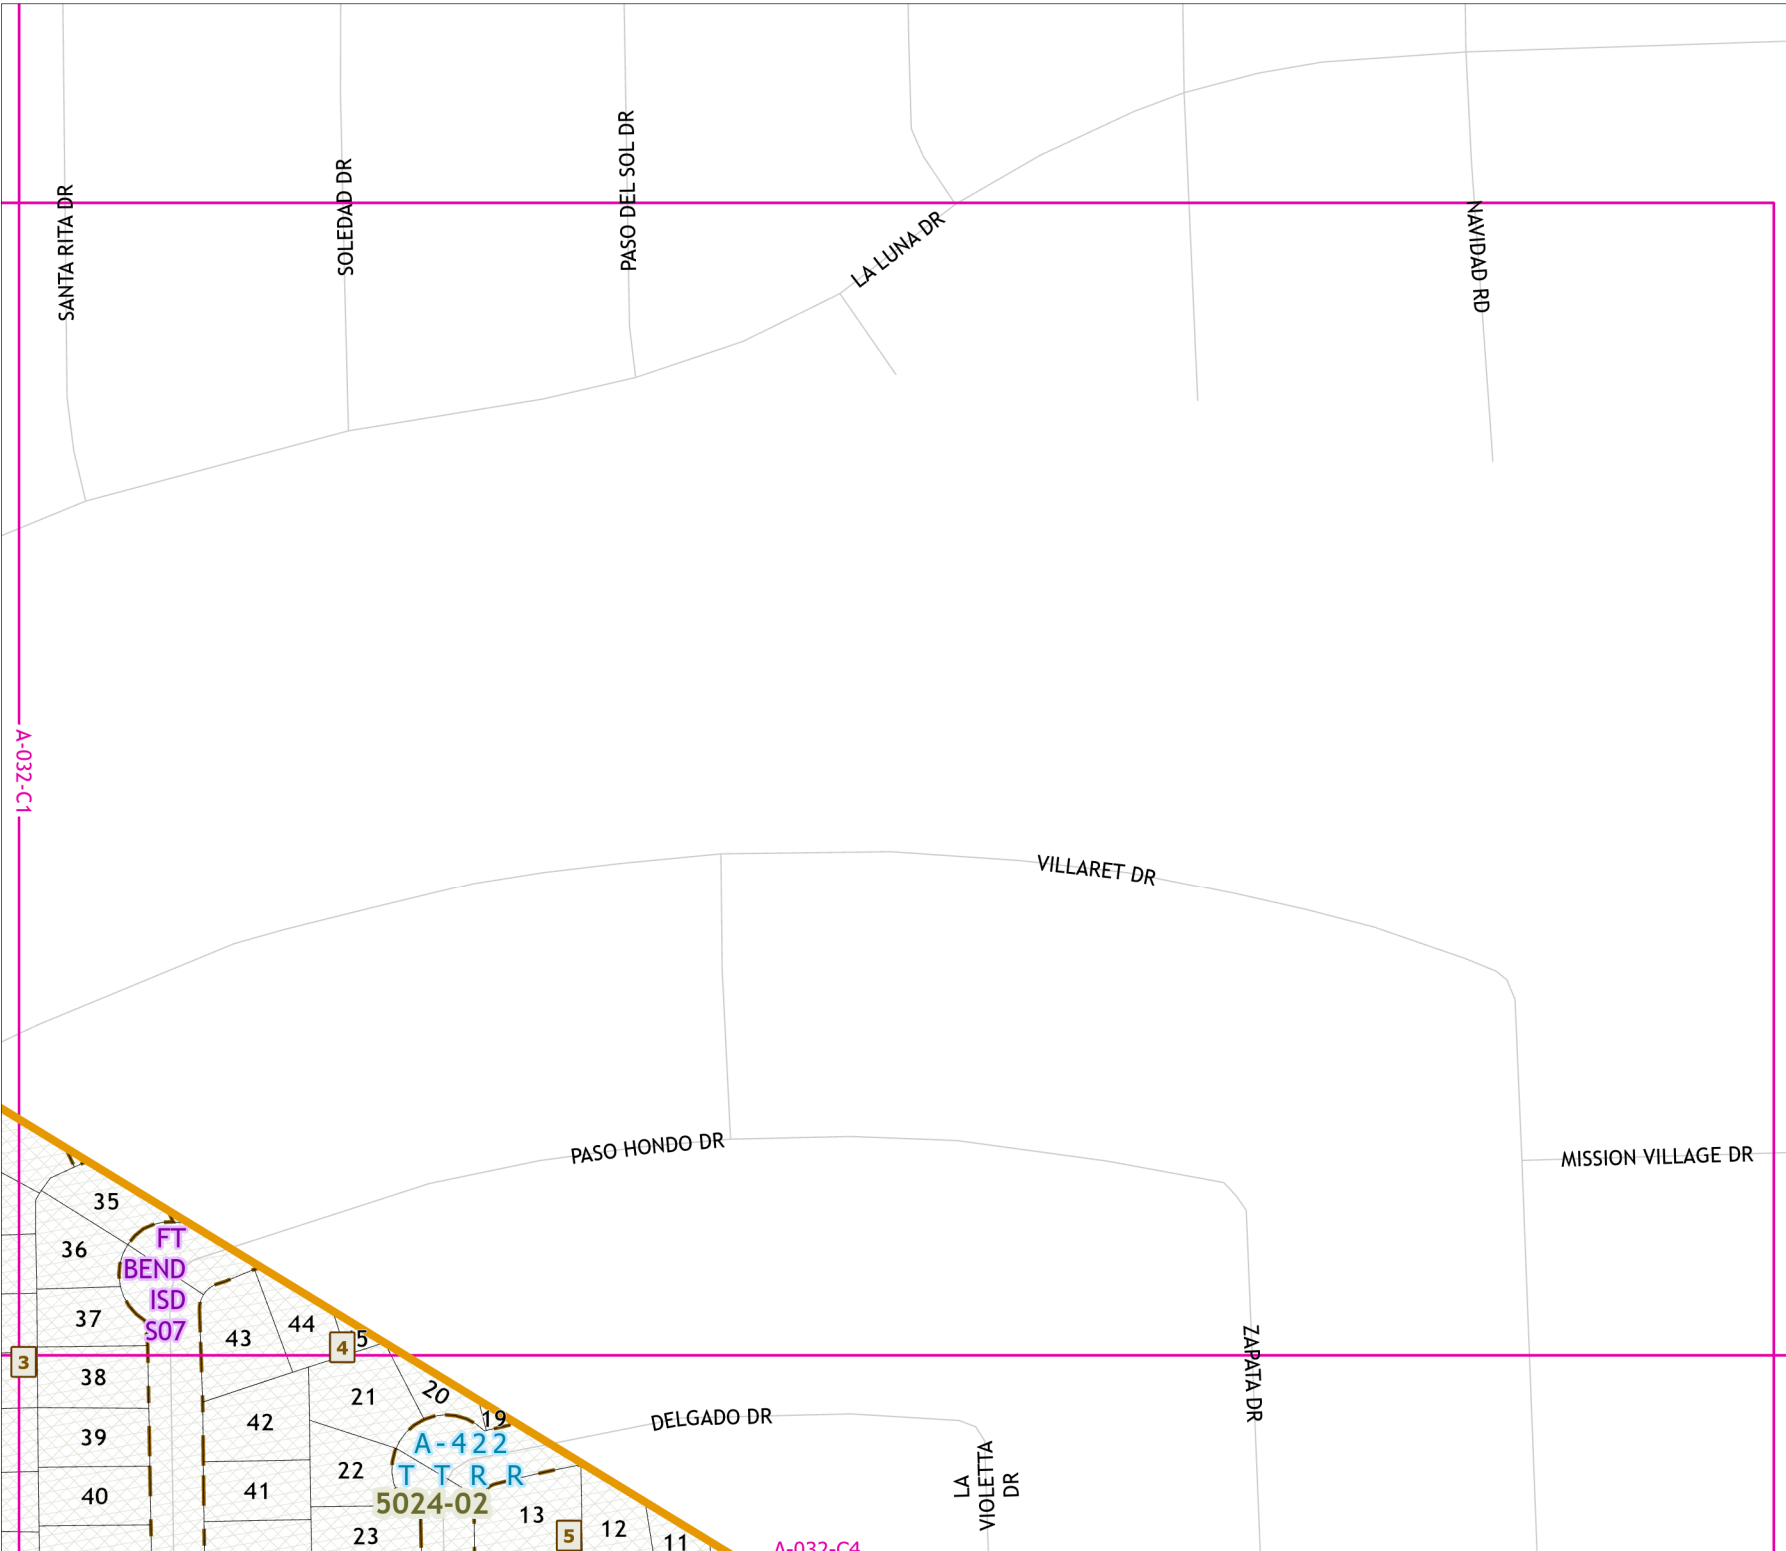 SANTA RITA DR
SOLEDAD DR
PASO DEL SOL DR
LA LUNA DR
NAVIDAD RD
A-032-C1
VILLARET DR
PASO HONDO DR
MISSION VILLAGE DR
35
36
FT
BEND
ISD
S07
37
43
44
4
5
3
38
21
20
19
42
39
DELGADO DR
ZAPATA DR
A-422
T T R R
5024-02
22
41
40
13
12
11
23
5
LA
VIOLETTA
DR
A-032-C4